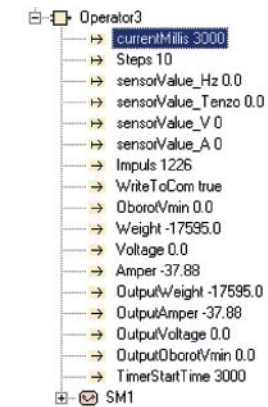 Operator3
currentMillis 3000
Steps 10
sensorValue_Hz 0.0
sensorValue_Tenzo 0.0
sensorValue_V 0
sensorValue_A 0
Impuls 1226
WriteToCom true
OborotVmin 0.0
Weight -17595.0
Voltage 0.0
Amper -37.88
OutputWeight -17595.0
OutputAmper -37.88
OutputVoltage 0.0
OutputOborotVmin 0.0
TimerStartTime 3000
SM1